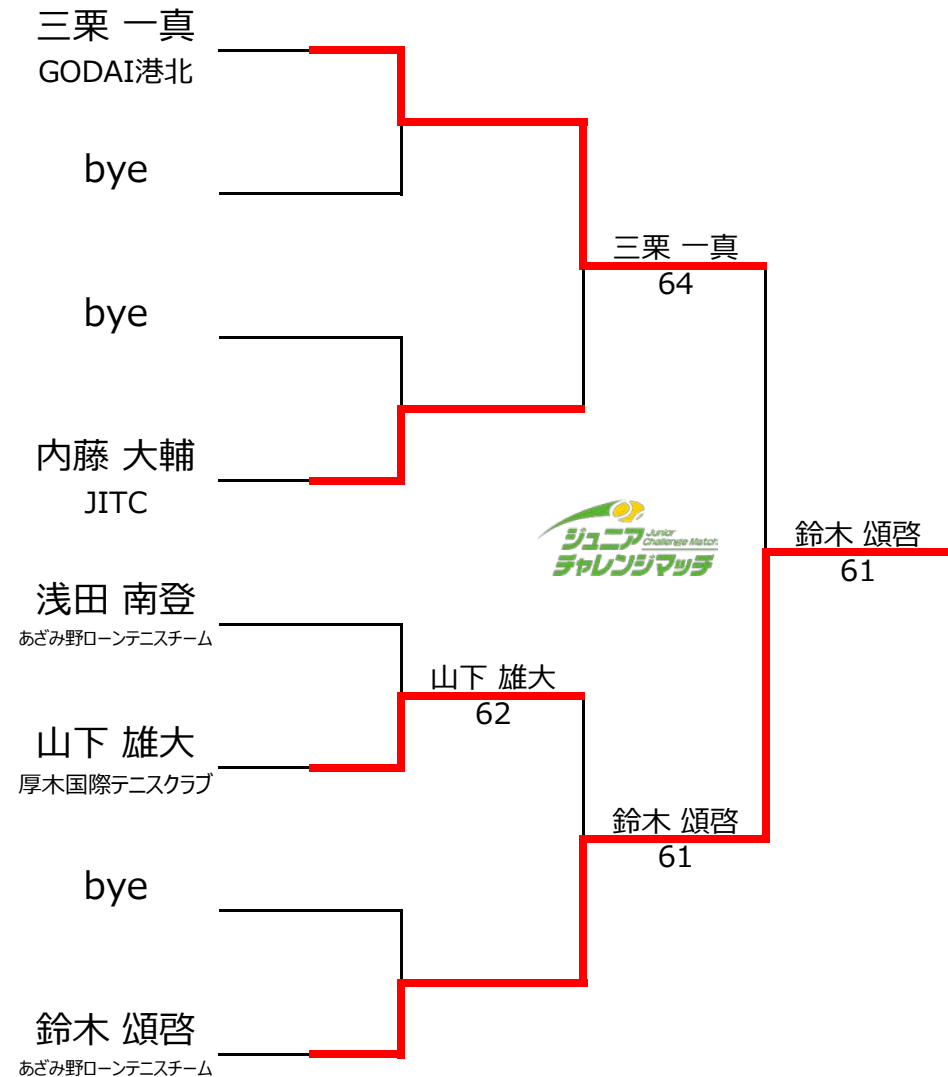 三栗 一真
GODAI港北
bye
三栗 一真
64
bye
内藤 大輔
JITC
ジュニア Junior Challenge Match
チャレンジマッチ
鈴木 頌啓
61
浅田 南登
あざみ野ローンテニスチーム
山下 雄大
62
山下 雄大
厚木国際テニスクラブ
鈴木 頌啓
61
bye
鈴木 頌啓
あざみ野ローンテニスチーム